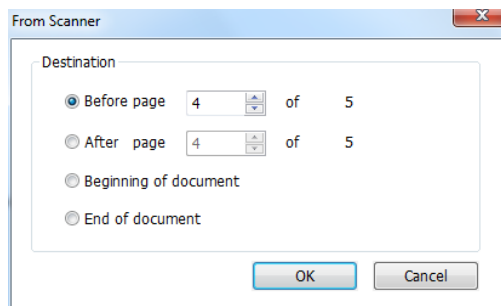 From Scanner
Destination
Before page 4 of 5
After page 4 of 5
Beginning of document
End of document
OK Cancel